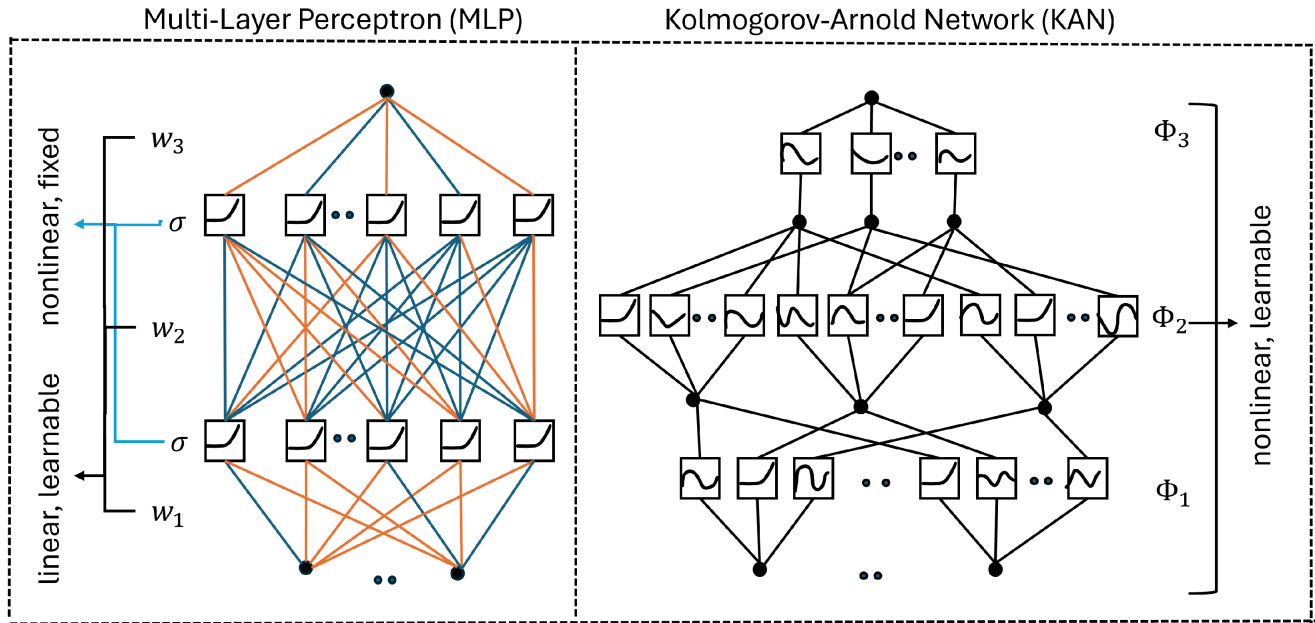 Multi-Layer Perceptron (MLP)
nonlinear, fixed
linear, learnable
w₃
σ
w₂
σ
w₁
Kolmogorov-Arnold Network (KAN)
Φ₃
Φ₂
Φ₁
nonlinear, learnable